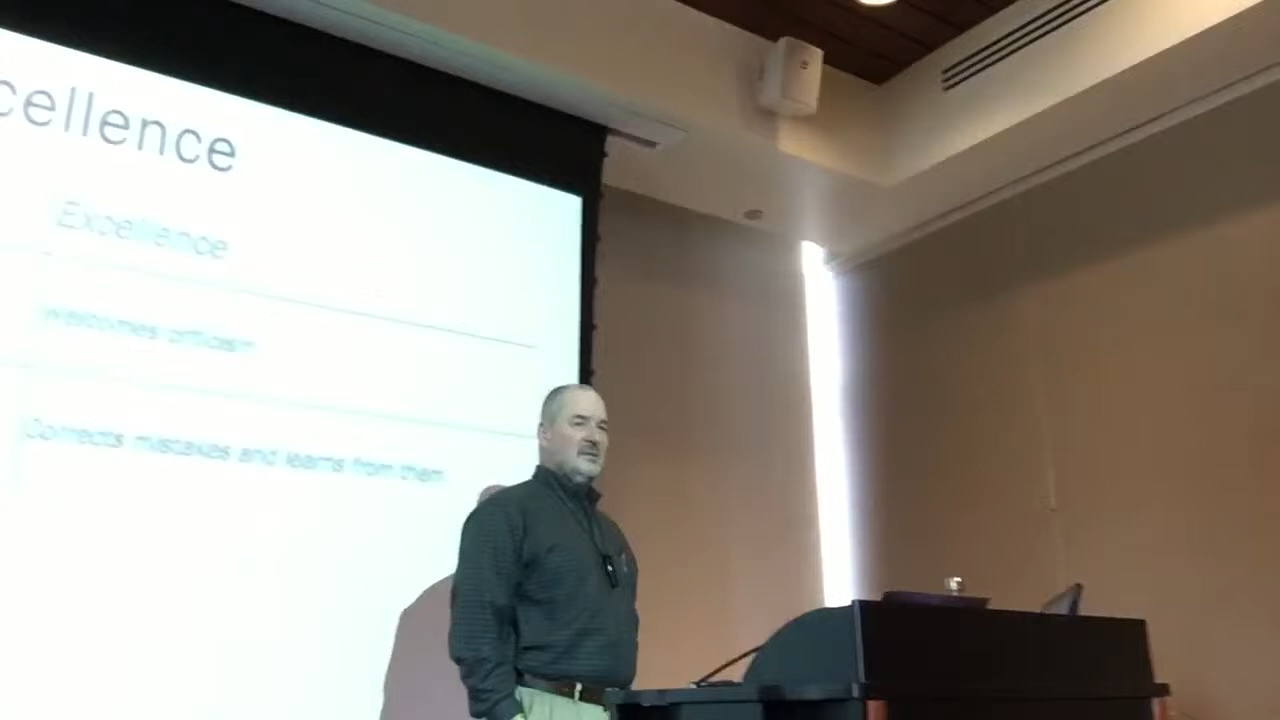 cellence
Excellence
Welcomes criticism
Corrects mistakes and learns from them